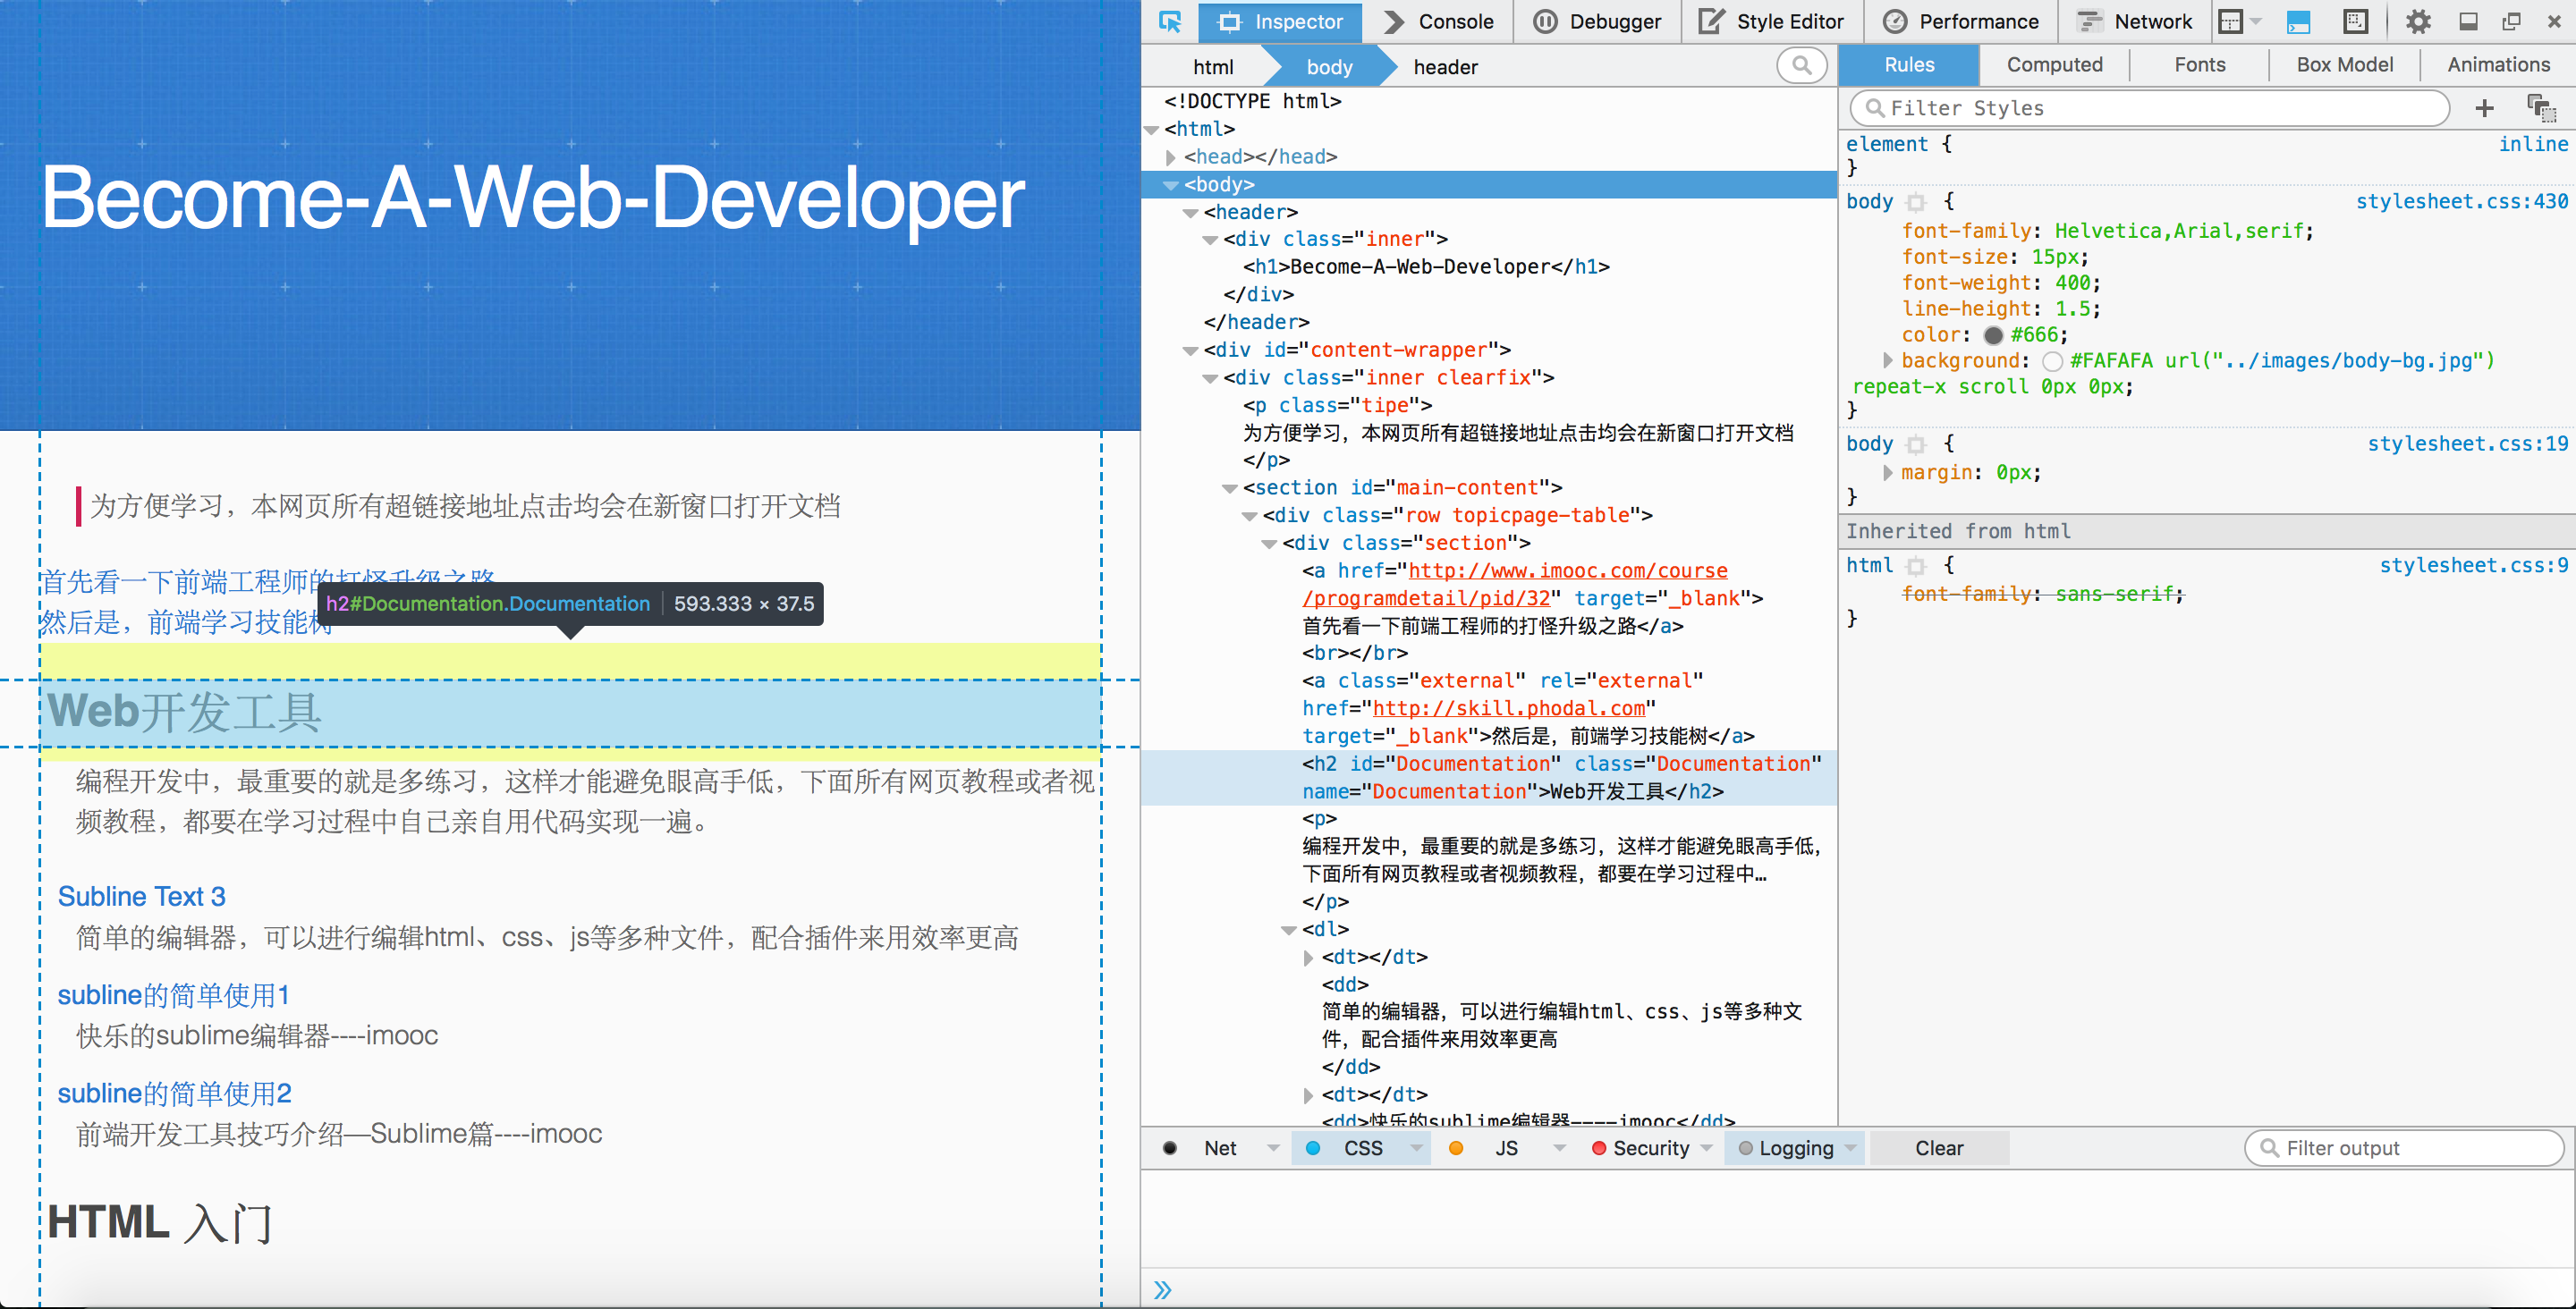 Become-A-Web-Developer
为方便学习，本网页所有超链接地址点击均会在新窗口打开文档
首先看一下前端工程师的打怪升级之路
然后是，前端学习技能树
h2#Documentation.Documentation 593.333 × 37.5
Web开发工具
编程开发中，最重要的就是多练习，这样才能避免眼高手低，下面所有网页教程或者视
频教程，都要在学习过程中自已亲自用代码实现一遍。
Subline Text 3
简单的编辑器，可以进行编辑html、css、js等多种文件，配合插件来用效率更高
subline的简单使用1
快乐的sublime编辑器----imooc
subline的简单使用2
前端开发工具技巧介绍—Sublime篇----imooc
HTML 入门
Inspector Console Debugger Style Editor Performance Network
html body header
<!DOCTYPE html>
<html>
<head></head>
<body>
<header>
<div class="inner">
<h1>Become-A-Web-Developer</h1>
</div>
</header>
<div id="content-wrapper">
<div class="inner clearfix">
<p class="tipe">
为方便学习，本网页所有超链接地址点击均会在新窗口打开文档
</p>
<section id="main-content">
<div class="row topicpage-table">
<div class="section">
<a href="http://www.imooc.com/course
/programdetail/pid/32" target="_blank">
首先看一下前端工程师的打怪升级之路</a>
<br></br>
<a class="external" rel="external"
href="http://skill.phodal.com"
target="_blank">然后是，前端学习技能树</a>
<h2 id="Documentation" class="Documentation"
name="Documentation">Web开发工具</h2>
<p>
编程开发中，最重要的就是多练习，这样才能避免眼高手低，
下面所有网页教程或者视频教程，都要在学习过程中…
</p>
<dl>
<dt></dt>
<dd>
简单的编辑器，可以进行编辑html、css、js等多种文
件，配合插件来用效率更高
</dd>
<dt></dt>
<dd>快乐的sublime编辑器----imooc</dd>
Rules Computed Fonts Box Model Animations
Filter Styles
element { inline
}
body { stylesheet.css:430
font-family: Helvetica,Arial,serif;
font-size: 15px;
font-weight: 400;
line-height: 1.5;
color: #666;
background: #FAFAFA url("../images/body-bg.jpg")
repeat-x scroll 0px 0px;
}
body { stylesheet.css:19
margin: 0px;
}
Inherited from html
html { stylesheet.css:9
font-family: sans-serif;
}
Net CSS JS Security Logging Clear Filter output